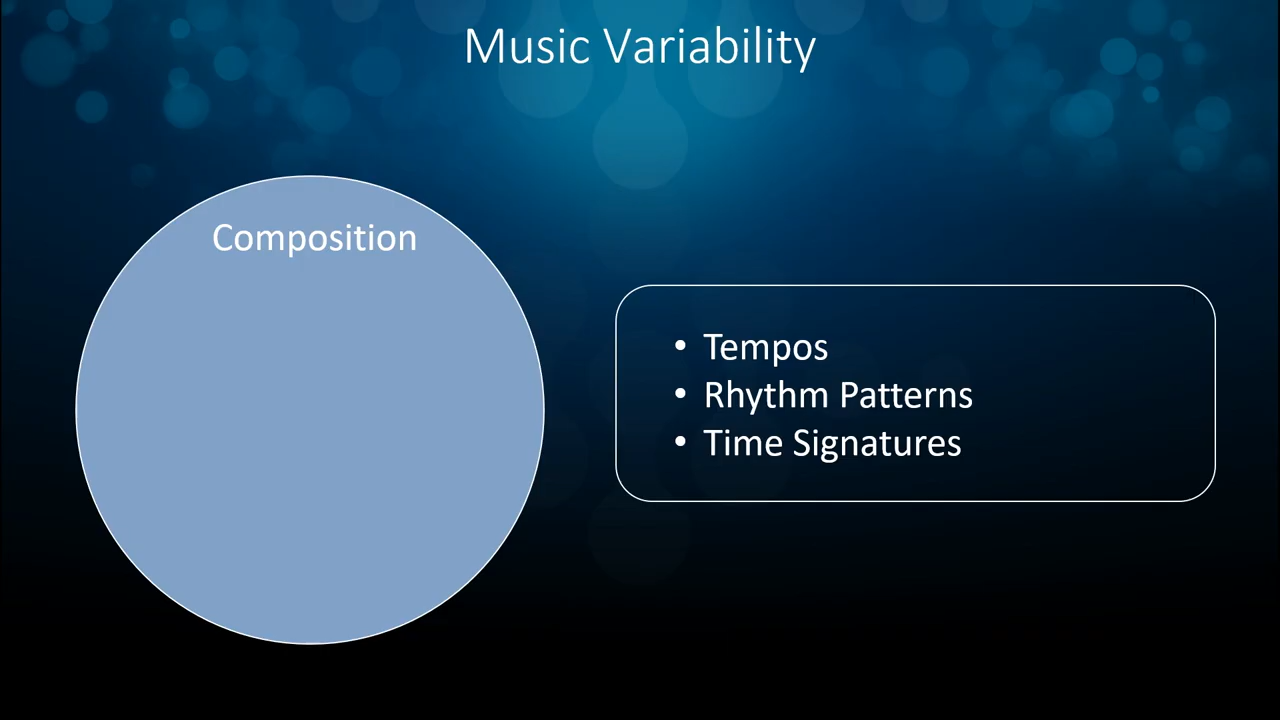 Music Variability
Composition
• Tempos
• Rhythm Patterns
• Time Signatures